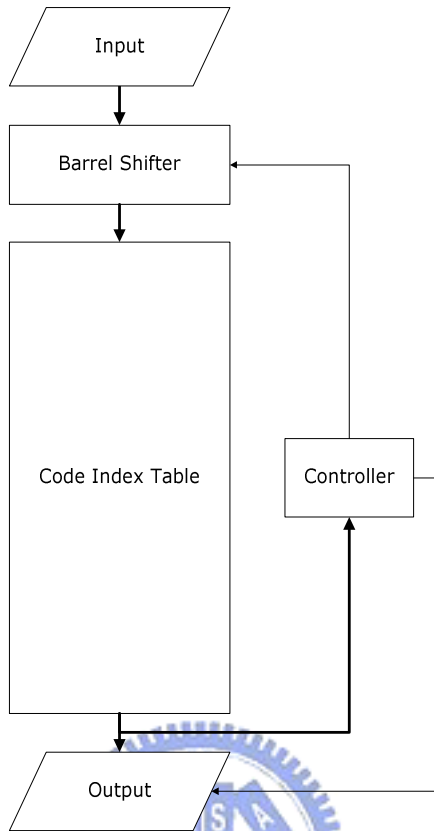 Input
Barrel Shifter
Code Index Table
Controller
Output
S
A